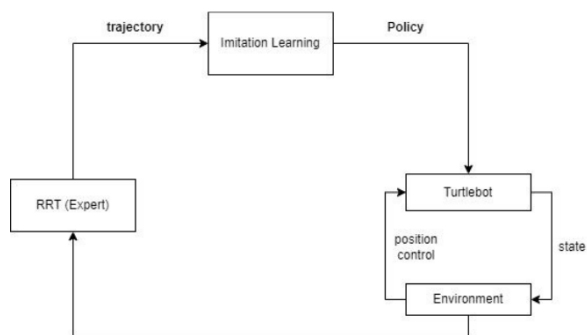 trajectory
Imitation Learning
Policy
RRT (Expert)
Turtlebot
position
control
state
Environment